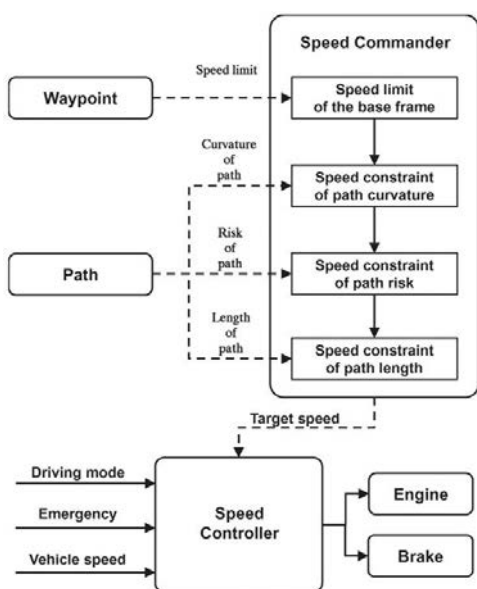 Speed Commander
Speed limit
Waypoint
Speed limit
of the base frame
Curvature
of
path
Speed constraint
of path curvature
Risk
of
path
Path
Speed constraint
of path risk
Length
of
path
Speed constraint
of path length
Target speed
Driving mode
Emergency
Vehicle speed
Speed
Controller
Engine
Brake